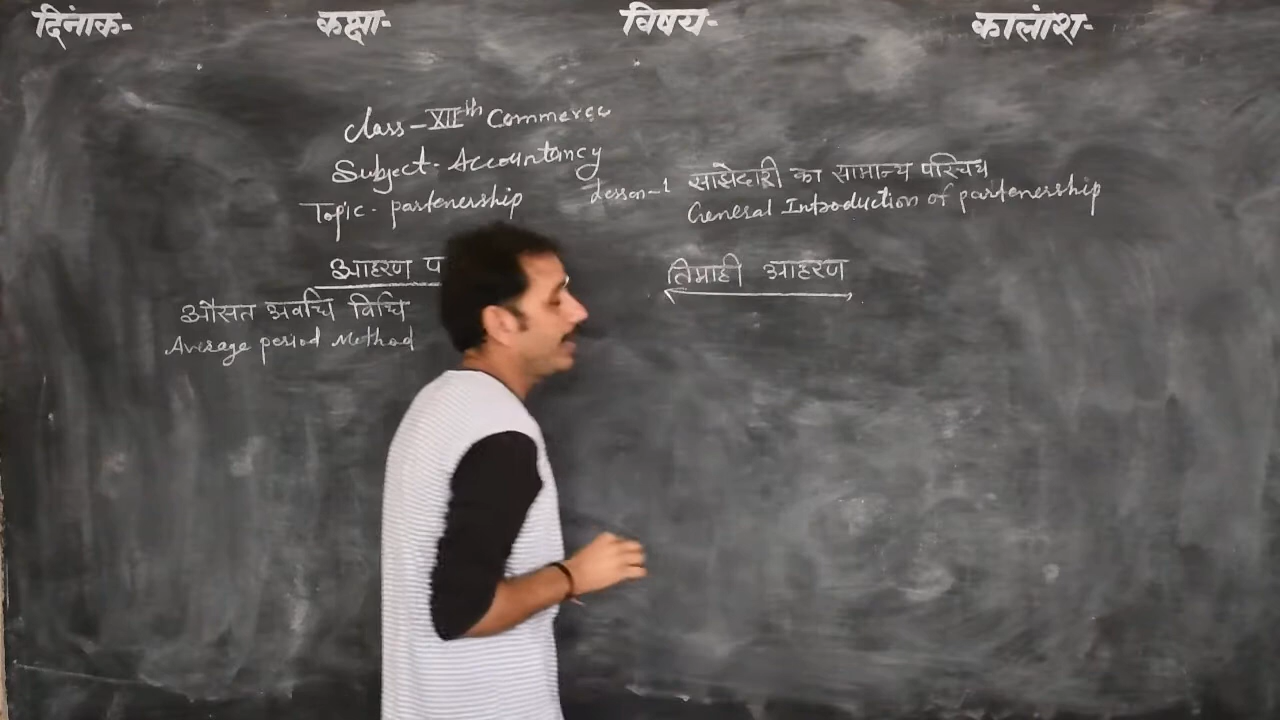 दिंनाक- कक्षा- विषय- कालांश-
class-XIIth Commerce
Subject- Accountancy
Topic- partenership
Lesson-1 साझेदारी का सामान्य परिचय
General Introduction of partenership
आहरण प
औसत अवधि विधि
Average period Method
तिमाही आहरण